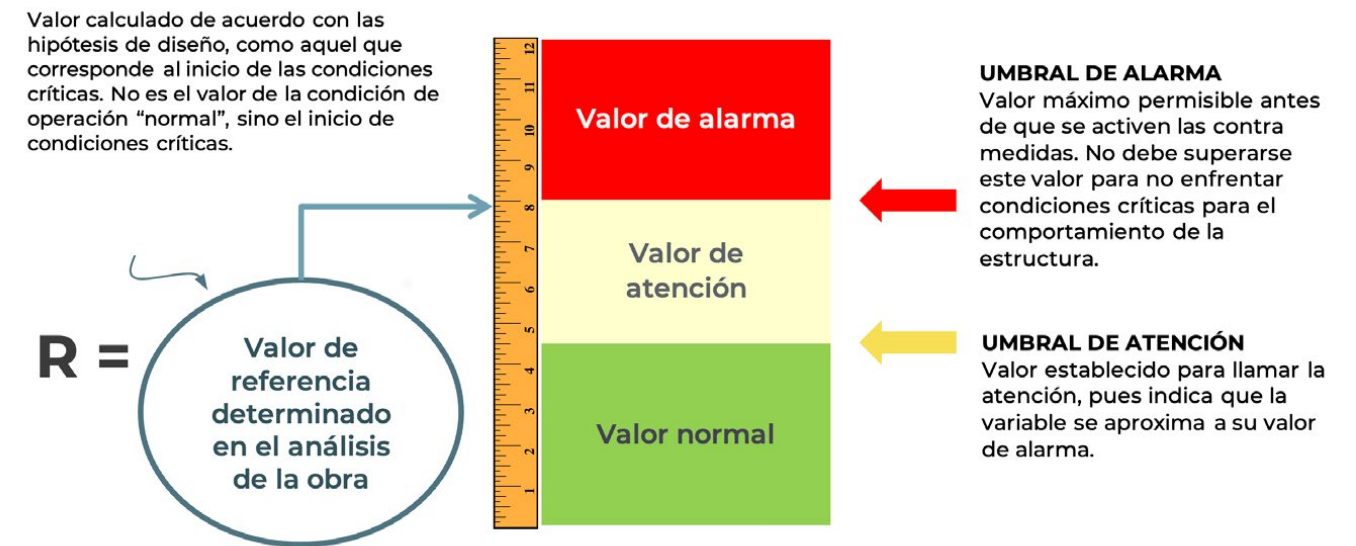 Valor calculado de acuerdo con las
hipótesis de diseño, como aquel que
corresponde al inicio de las condiciones
críticas. No es el valor de la condición de
operación “normal”, sino el inicio de
condiciones críticas.
R =
Valor de
referencia
determinado
en el análisis
de la obra
12
11
10
9
8
7
6
5
4
3
2
1
Valor de alarma
Valor de
atención
Valor normal
UMBRAL DE ALARMA
Valor máximo permisible antes
de que se activen las contra
medidas. No debe superarse
este valor para no enfrentar
condiciones críticas para el
comportamiento de la
estructura.
UMBRAL DE ATENCIÓN
Valor establecido para llamar la
atención, pues indica que la
variable se aproxima a su valor
de alarma.